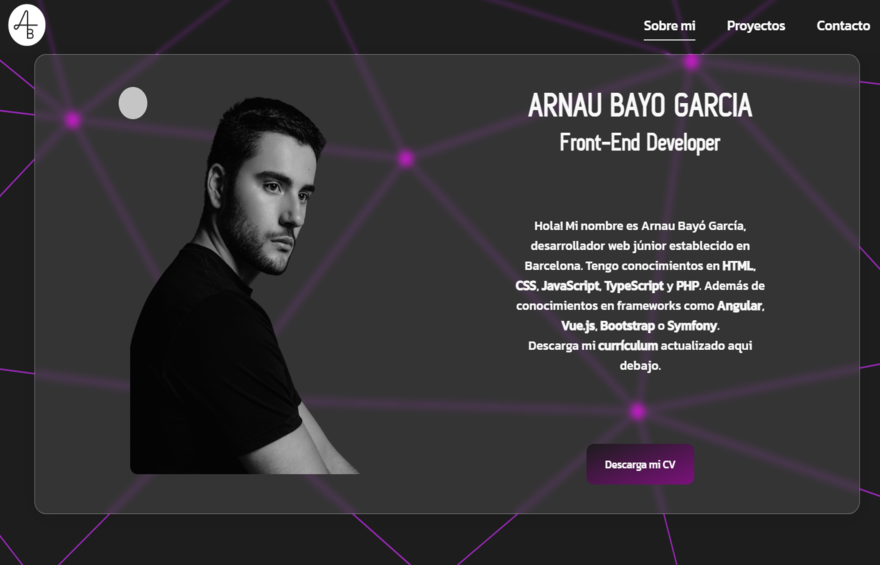 AB
Sobre mi
Proyectos
Contacto
ARNAU BAYO GARCIA
Front-End Developer
Hola! Mi nombre es Arnau Bayó García,
desarrollador web júnior establecido en
Barcelona. Tengo conocimientos en HTML,
CSS, JavaScript, TypeScript y PHP. Además de
conocimientos en frameworks como Angular,
Vue.js, Bootstrap o Symfony.
Descarga mi currículum actualizado aqui
debajo.
Descarga mi CV